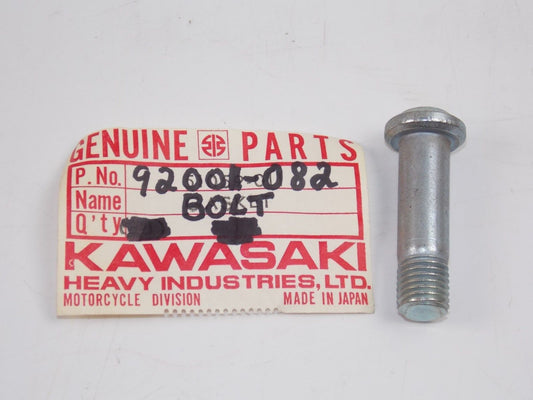 GENUINE PARTS
P. No. 92001-082
Name BOLT
Q'ty
KAWASAKI
HEAVY INDUSTRIES, LTD.
MOTORCYCLE DIVISION MADE IN JAPAN